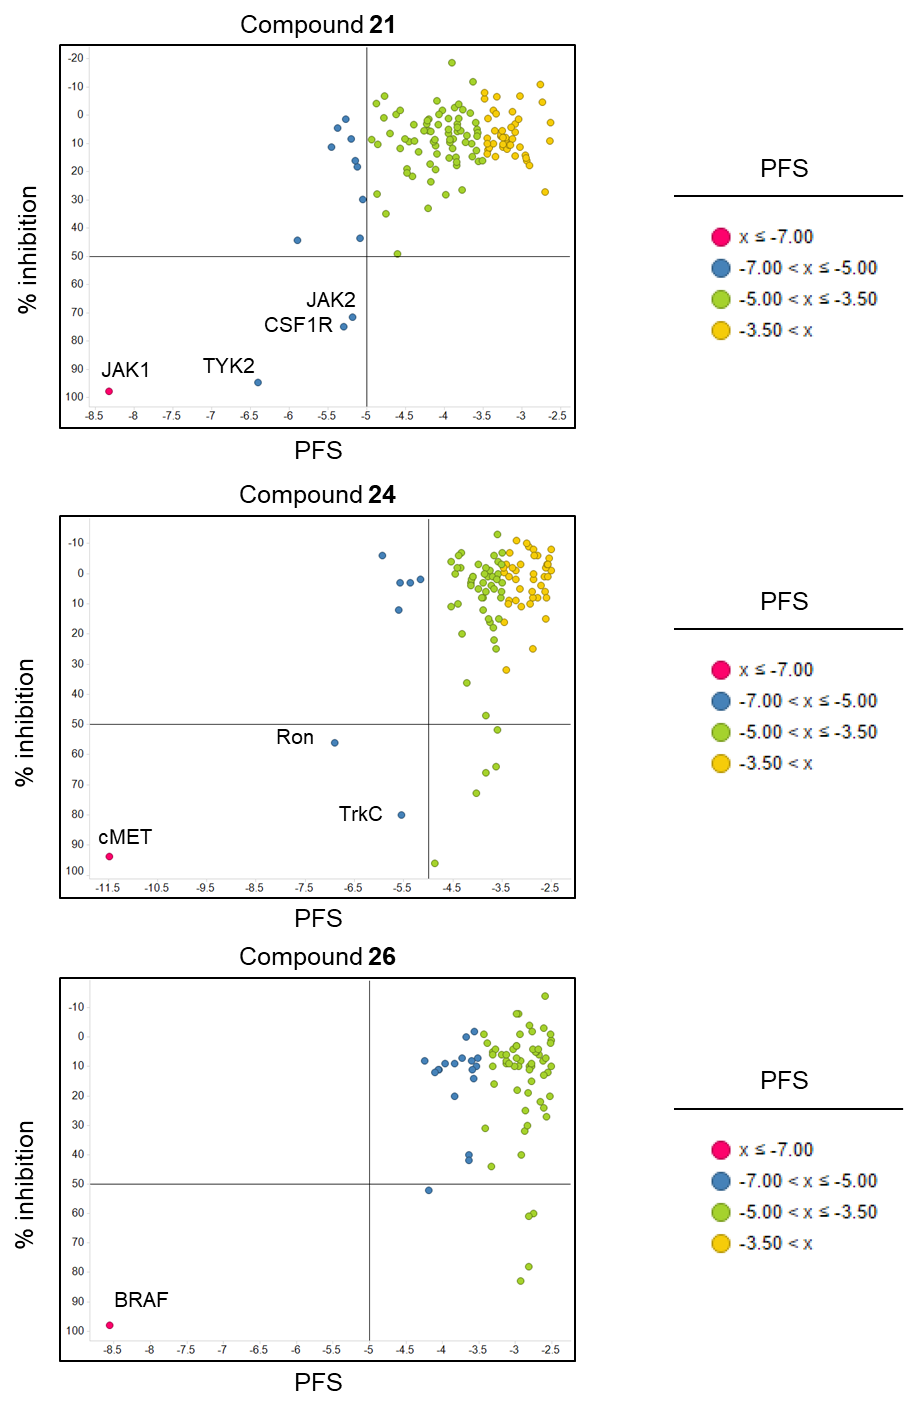 Compound 21
-20
-10
0
10
20
30
40
50
60
70
80
90
100
% inhibition
JAK2
CSF1R
TYK2
JAK1
-8.5 -8 -7.5 -7 -6.5 -6 -5.5 -5 -4.5 -4 -3.5 -3 -2.5
PFS
PFS
x ≤ -7.00
-7.00 < x ≤ -5.00
-5.00 < x ≤ -3.50
-3.50 < x
Compound 24
-10
0
10
20
30
40
50
60
70
80
90
100
% inhibition
Ron
TrkC
cMET
-11.5 -10.5 -9.5 -8.5 -7.5 -6.5 -5.5 -4.5 -3.5 -2.5
PFS
PFS
x ≤ -7.00
-7.00 < x ≤ -5.00
-5.00 < x ≤ -3.50
-3.50 < x
Compound 26
-10
0
10
20
30
40
50
60
70
80
90
100
% inhibition
BRAF
-8.5 -8 -7.5 -7 -6.5 -6 -5.5 -5 -4.5 -4 -3.5 -3 -2.5
PFS
PFS
x ≤ -7.00
-7.00 < x ≤ -5.00
-5.00 < x ≤ -3.50
-3.50 < x